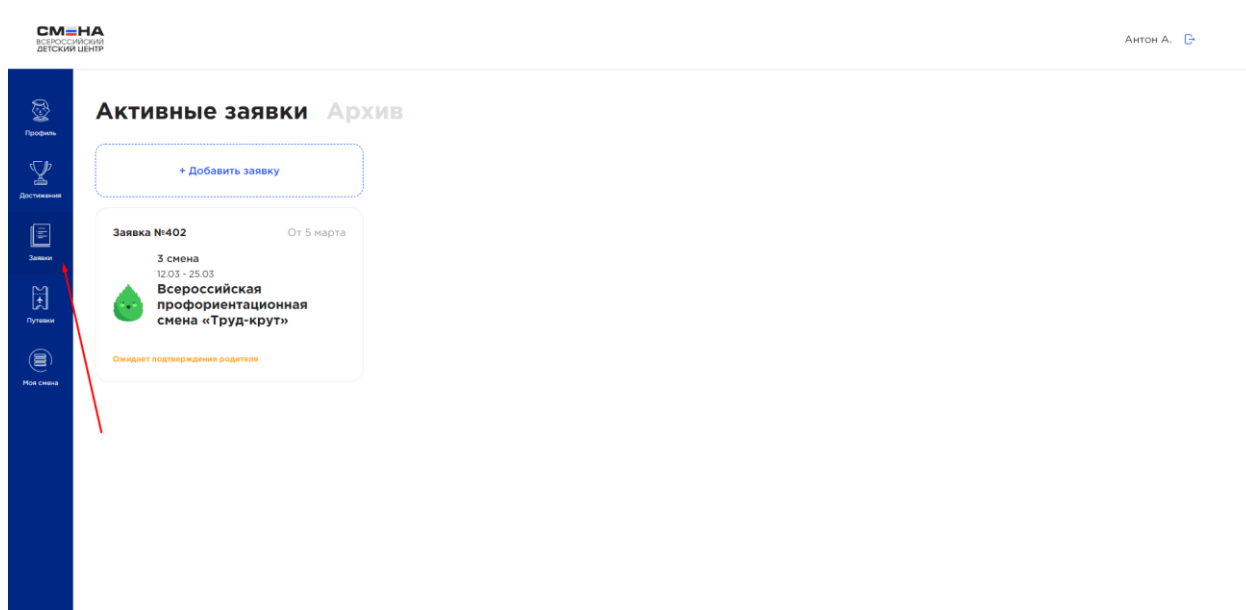 СМЕНА
ВСЕРОССИЙСКИЙ
ДЕТСКИЙ ЦЕНТР
Антон А.
Профиль
Достижения
Заявки
Путевки
Моя смена
Активные заявки Архив
+ Добавить заявку
Заявка №402 От 5 марта
3 смена
12.03 - 25.03
Всероссийская
профориентационная
смена «Труд-крут»
Ожидает подтверждения родителя